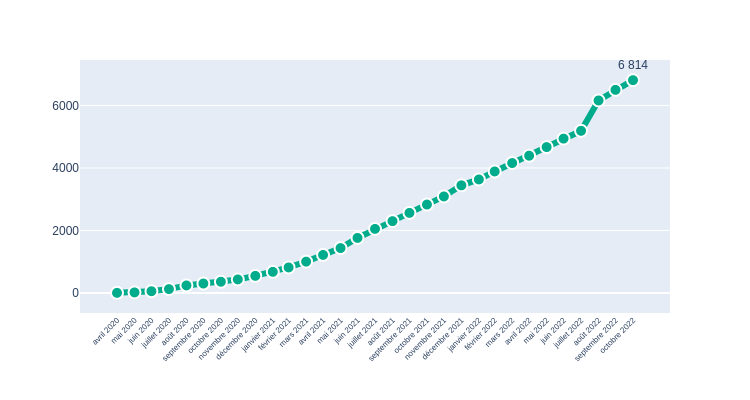 6 814
6000
4000
2000
0
avril 2020
mai 2020
juin 2020
juillet 2020
août 2020
septembre 2020
octobre 2020
novembre 2020
décembre 2020
janvier 2021
février 2021
mars 2021
avril 2021
mai 2021
juin 2021
juillet 2021
août 2021
septembre 2021
octobre 2021
novembre 2021
décembre 2021
janvier 2022
février 2022
mars 2022
avril 2022
mai 2022
juin 2022
juillet 2022
août 2022
septembre 2022
octobre 2022